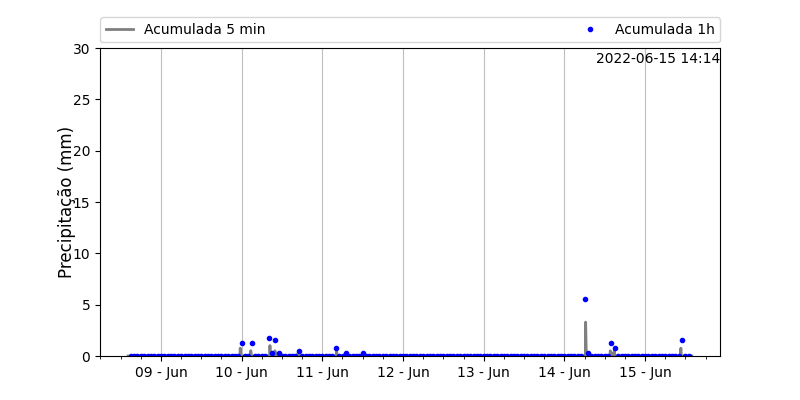 Acumulada 5 min
Acumulada 1h
2022-06-15 14:14
Precipitação (mm)
30
25
20
15
10
5
0
09 - Jun
10 - Jun
11 - Jun
12 - Jun
13 - Jun
14 - Jun
15 - Jun